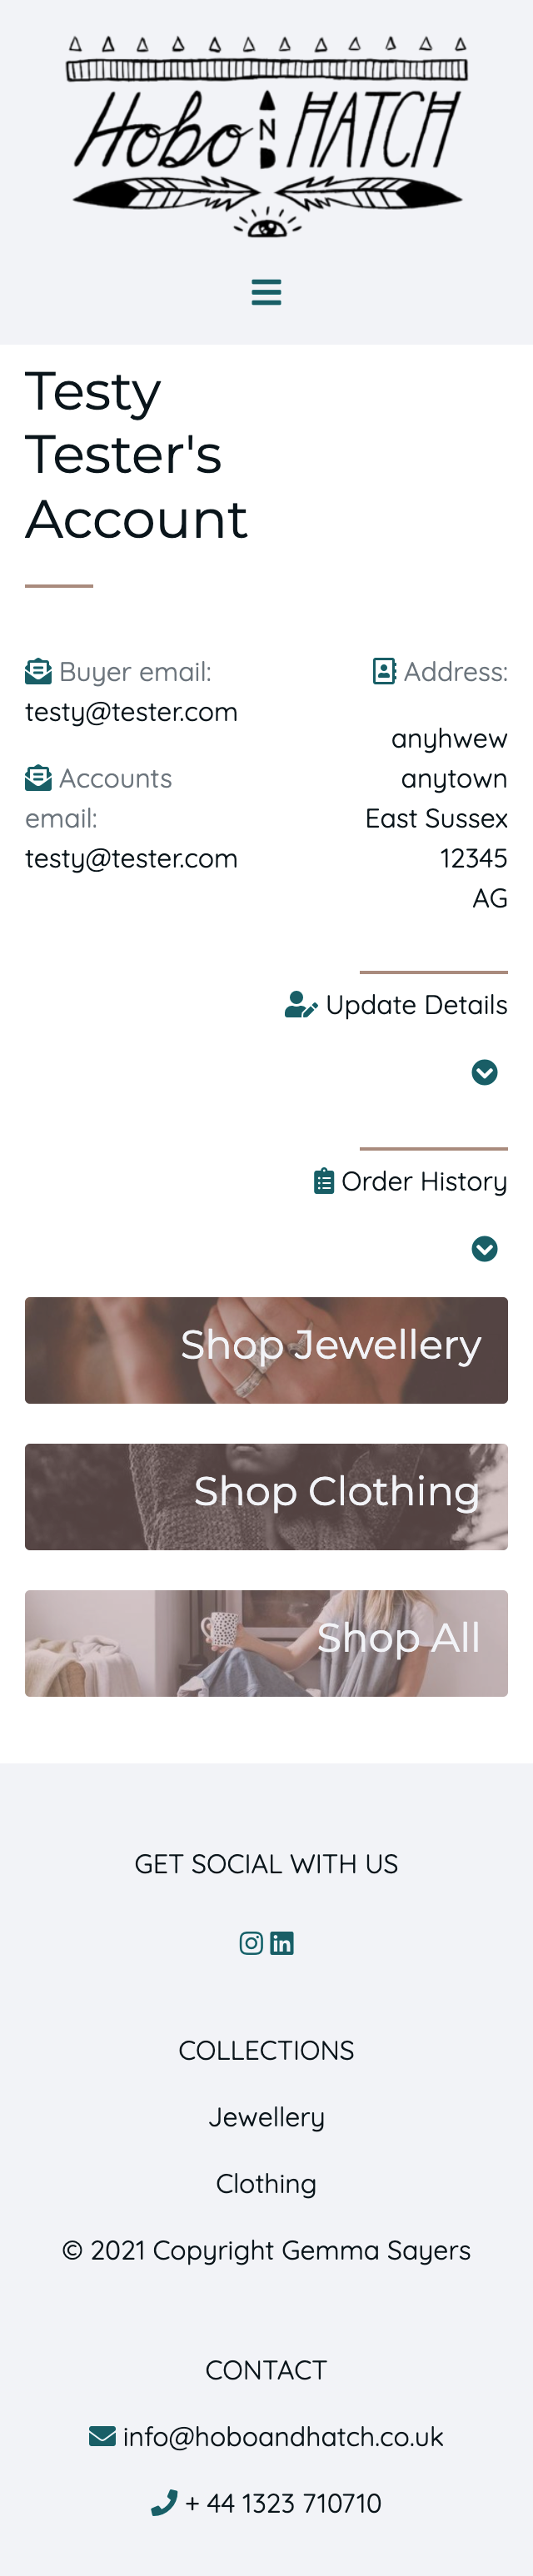 Hobo AND HATCH
Testy
Tester's
Account
Buyer email:
testy@tester.com
Accounts
email:
testy@tester.com
Address:
anyhwew
anytown
East Sussex
12345
AG
Update Details
Order History
Shop Jewellery
Shop Clothing
Shop All
GET SOCIAL WITH US
COLLECTIONS
Jewellery
Clothing
© 2021 Copyright Gemma Sayers
CONTACT
info@hoboandhatch.co.uk
+ 44 1323 710710